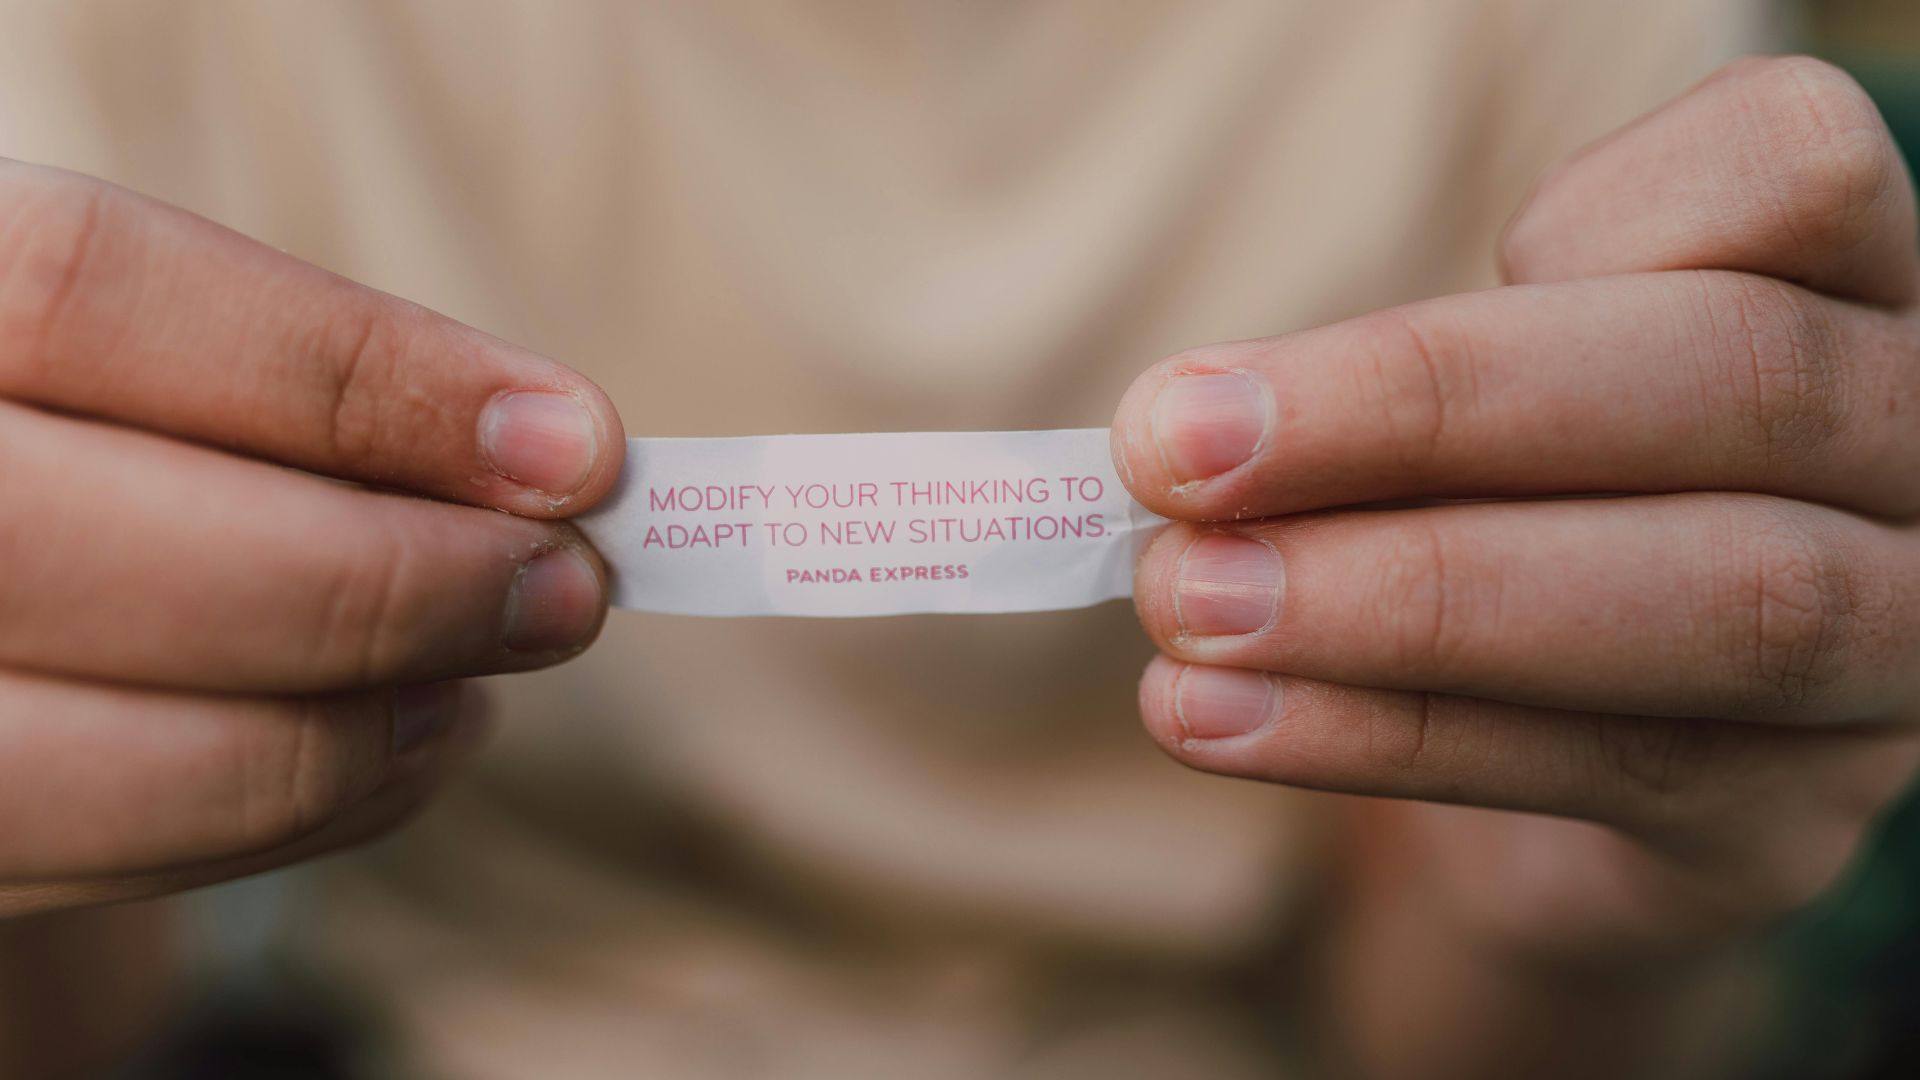 MODIFY YOUR THINKING TO
ADAPT TO NEW SITUATIONS.
PANDA EXPRESS